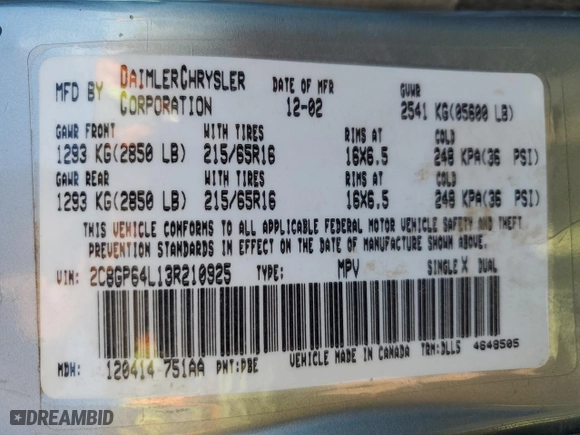 MFD BY DAIMLERCHRYSLER CORPORATION DATE OF MFR 12-02 GVWR 2541 KG(05600 LB)
GAWR FRONT WITH TIRES RIMS AT COLD
1293 KG(2850 LB) 215/65R16 16X6.5 248 KPA(36 PSI)
GAWR REAR WITH TIRES RIMS AT COLD
1293 KG(2850 LB) 215/65R16 16X6.5 248 KPA(36 PSI)
THIS VEHICLE CONFORMS TO ALL APPLICABLE FEDERAL MOTOR VEHICLE SAFETY AND THEFT
PREVENTION STANDARDS IN EFFECT ON THE DATE OF MANUFACTURE SHOWN ABOVE.
VIN: 2C8GP64L13R210925 TYPE: MPV SINGLE X DUAL
MDH: 120414 751AA PNT:PBE VEHICLE MADE IN CANADA TRM:DLL5 4648505
DREAMBID